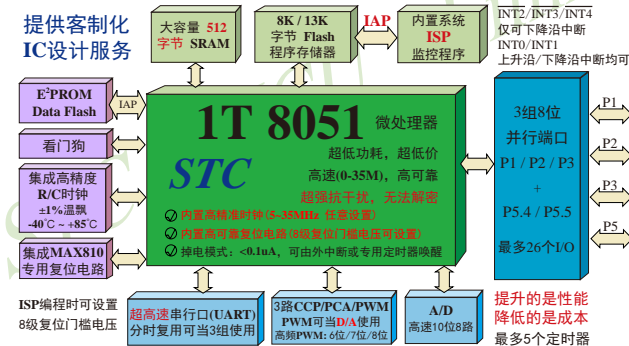 提供客制化
IC设计服务
大容量 512
字节 SRAM
8K / 13K
字节 Flash
程序存储器
IAP
内置系统
ISP
监控程序
INT2/INT3/INT4
仅可下降沿中断
INT0/INT1
上升沿/下降沿中断均可
E²PROM
Data Flash
IAP
看门狗
集成高精度
R/C时钟
±1%温飘
-40℃ ~ +85℃
集成MAX810
专用复位电路
1T 8051 微处理器
STC
超低功耗，超低价
高速(0-35M)，高可靠
超强抗干扰，无法解密
内置高精准时钟(5~35MHz 任意设置)
内置高可靠复位电路(8级复位门槛电压可设置)
掉电模式：<0.1uA，可由外中断或专用定时器唤醒
3组8位
并行端口
P1 / P2 / P3
+
P5.4 / P5.5
最多26个I/O
P1
P2
P3
P5
ISP编程时可设置
8级复位门槛电压
超高速串行口(UART)
分时复用可当3组使用
3路CCP/PCA/PWM
PWM可当D/A使用
高频PWM: 6位/7位/8位
A/D
高速10位8路
提升的是性能
降低的是成本
最多5个定时器